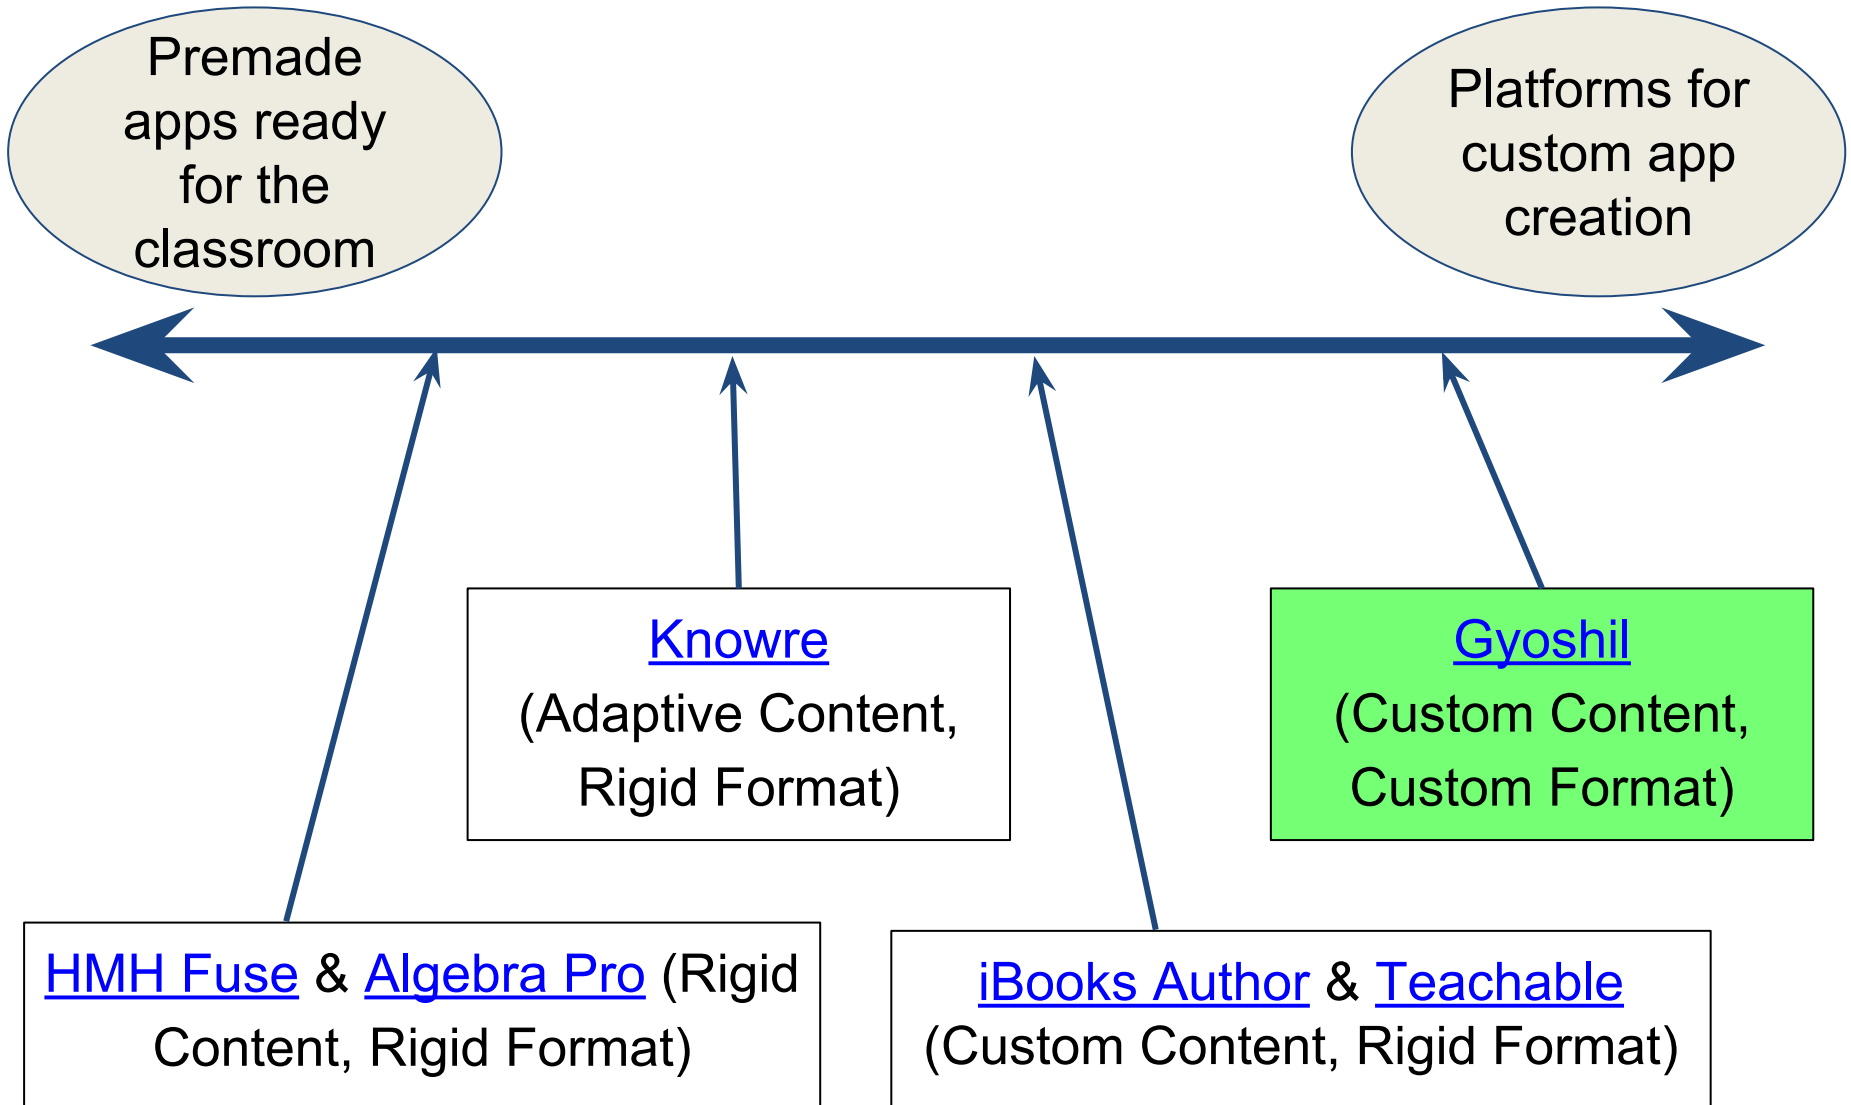 Premade
apps ready
for the
classroom
Platforms for
custom app
creation
Knowre
(Adaptive Content,
Rigid Format)
Gyoshil
(Custom Content,
Custom Format)
HMH Fuse & Algebra Pro (Rigid
Content, Rigid Format)
iBooks Author & Teachable
(Custom Content, Rigid Format)